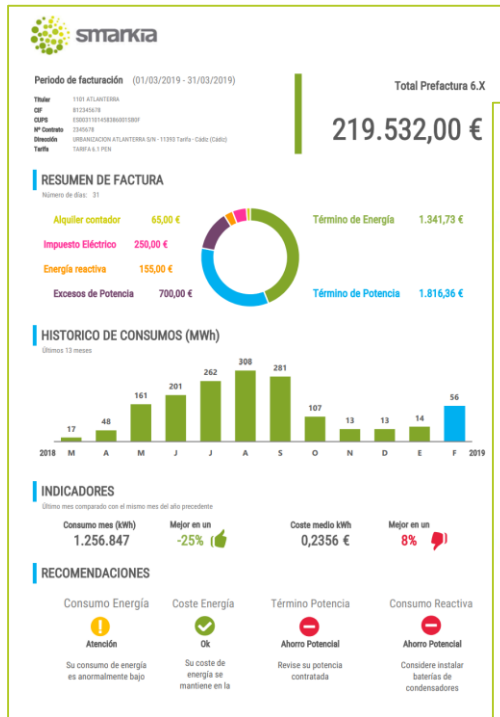 smarkia
Periodo de facturación (01/03/2019 - 31/03/2019)
Total Prefactura 6.X
Titular 1101 ATLANTERRA
CIF B12345678
CUPS
Nº Contrato 2345678
Dirección URBANIZACION ATLANTERRA S/N - 11393 Tarifa - Cádiz (Cádiz)
Tarifa TARIFA 6.1 PEN
219.532,00 €
RESUMEN DE FACTURA
Número de días: 31
Alquiler contador 65,00 €
Término de Energía 1.341,73 €
Impuesto Eléctrico 250,00 €
Energía reactiva 155,00 €
Excesos de Potencia 700,00 €
Término de Potencia 1.816,36 €
HISTORICO DE CONSUMOS (MWh)
Últimos 13 meses
17 48 161 201 262 308 281 107 13 13 14 56
2018 M A M J J A S O N D E F 2019
INDICADORES
Último mes comparado con el mismo mes del año precedente
Consumo mes (kWh) Mejor en un Coste medio kWh Mejor en un
1.256.847 -25% 0,2356 € 8%
RECOMENDACIONES
Consumo Energía Coste Energía Término Potencia Consumo Reactiva
Atención Ok Ahorro Potencial Ahorro Potencial
Su consumo de energía es anormalmente bajo
Su coste de energía se mantiene en la
Revise su potencia contratada
Considere instalar baterías de condensadores